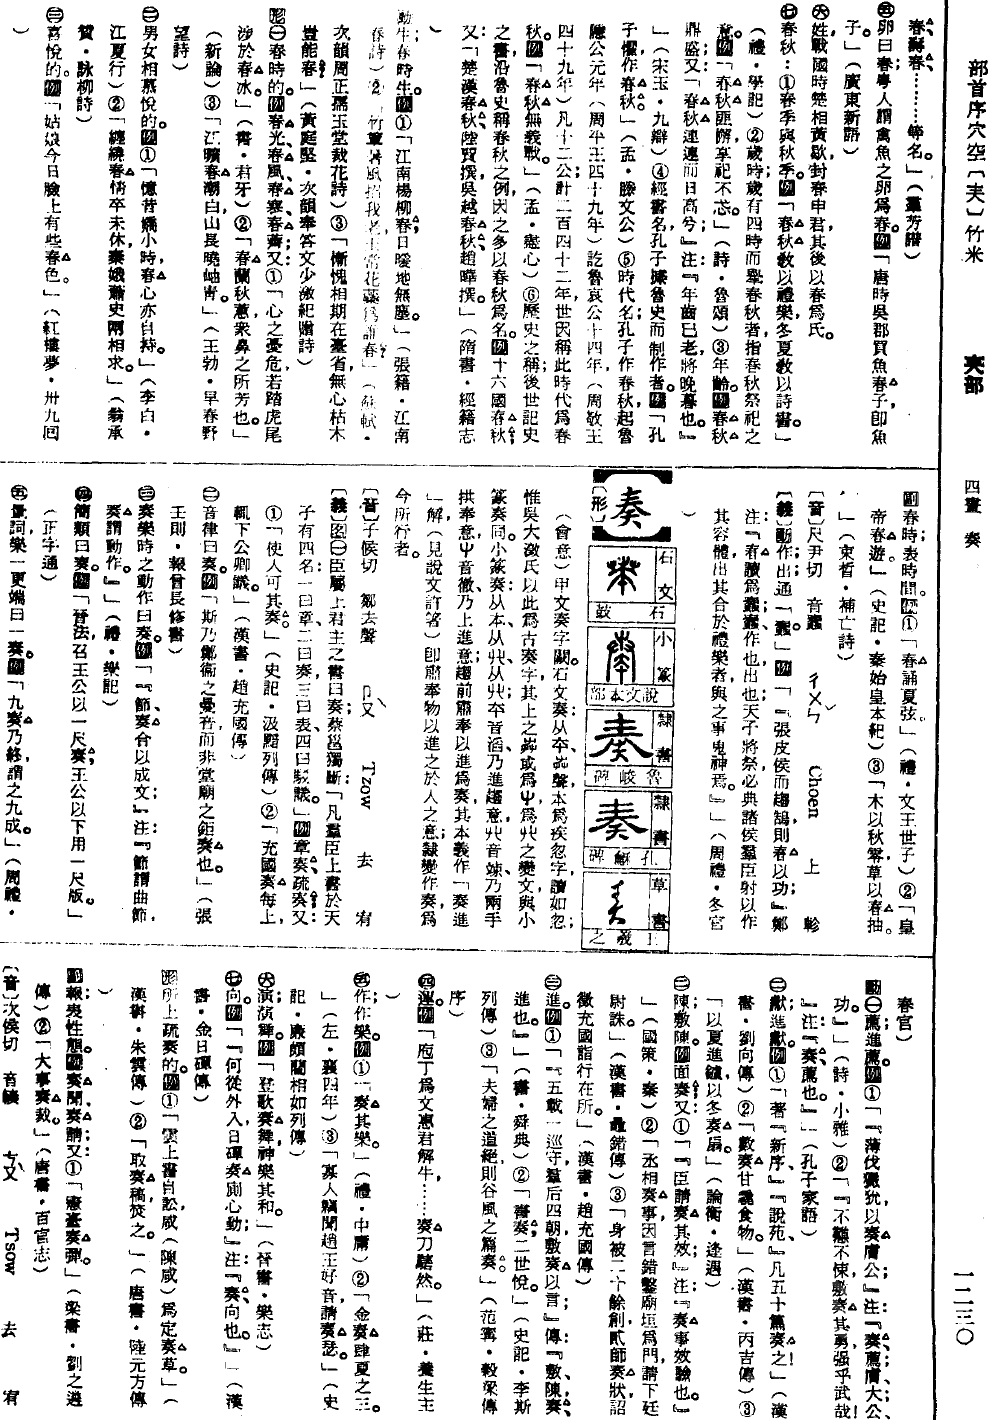 部首序穴空〔夫〕竹米
𡗗部
四畫　奏
一二三〇
春……等名。」（羣芳譜）
㊄卵曰春粵人謂禽魚之卵爲春。例「唐時吳郡貢魚春子卽魚
子。」（廣東新語）
㊅姓戰國時楚相黃歇封春申君其後以春爲氏。
㊆春秋：①春季與秋季。例「春秋敎以禮樂冬夏敎以詩書。」
（禮・學記）②歲時歲有四時而舉春秋者指春秋祭祀之
意。例「春秋匪解享祀不忒。」（詩・魯頌）③年齡。例春秋
鼎盛又「春秋逴逴而日高兮。』注：『年齒已老將晚暮也。』
」（宋玉・九辯）④經書名孔子據魯史而制作者。例「孔
子懼作春秋。」（孟・滕文公）⑤時代名孔子作春秋起魯
隱公元年（周平王四十九年）訖魯哀公十四年（周敬王
四十九年）凡十二公計二百四十二年世因稱此時代爲春
秋。例「春秋無義戰。」（孟・盡心）⑥歷史之稱；後世記史
之書沿魯史稱春秋之例因之多以春秋爲名。例十六國春秋
又「楚漢春秋陸賈撰吳越春秋趙曄撰。」（隋書・經籍志
）
動牛春時生。例①「江南楊柳春日暖地無塵。」（張籍・江南
春詩）②「竹簟暑風招我老玉堂花蘂爲誰春？」（蘇軾・
次韻周正孺玉堂栽花詩）③「慚愧相期在臺省無心枯木
豈能春。」（黃庭堅・次韻奉答文少激紀贈詩）
形㊀春時的。例春光春風春寒春薺又①「心之憂危若蹈虎尾
涉於春冰。」（書・君牙）②「春蘭秋蕙衆鼻之所芳也。」
（新論）③「江曠春潮白山長曉岫靑。」（王勃・早春野
望詩）
㊁男女相慕悅的。例①「憶昔嬌小時春心亦自持。」（李白・
江夏行）②「纏繞春情卒未休秦娥蕭史兩相求。」（翁承
贊・詠柳詩）
㊂喜悅的。例「姑娘今日臉上有些春色。」（紅樓夢・卅九回
）
副春時表時間。例①「春誦夏弦。」（禮・文王世子）②「皇
帝春遊。」（史記・秦始皇本紀）③「木以秋零草以春抽。
」（束晳・補亡詩）
〔音〕尺尹切　音蠢　ㄔㄨㄣ　Choen　上　軫
〔義〕動作出通「蠢」例「『張皮侯而棲鵠則春以功』鄭
注：『春讀爲蠢蠢作也出也天子將祭必與諸侯羣臣射以作
其容體出其合於禮樂者與之事鬼神焉。』」（周禮・冬官
）
奏
〔形〕
石文　石鼓
小篆　說文本部
隸書　魯峻碑
隸書　孔龢碑
草書　王羲之
（會意）甲文奏字闕。石文奏从夲聲本爲疾忽字讀如忽；
惟吳大澂氏以此爲古奏字其上之或爲屮爲艸之變文與小
篆奏同。小篆奏从本、从廾、从屮夲音滔乃進趨意廾音竦乃兩手
拱奉意屮音徹乃上進意；趨前肅奉以進爲奏其本義作「奏進
」解（見說文許箸）卽肅奉物以進之於人之意隸變作奏爲
今所行者。
〔音〕子侯切　鄒去聲　ㄗㄡˋ　Tzow　去　宥
〔義〕名㊀臣屬上君主之書曰奏蔡邕獨斷：「凡羣臣上書於天
子有四名一曰章二曰奏三曰表四曰駁議。」例章奏疏奏又
①「使人可其奏。」（史記・汲黯列傳）②「充國奏每上，
輒下公卿議。」（漢書・趙充國傳）
㊁音律曰奏。例「斯乃鄭衞之曼音而非堂廟之鉅奏也。」（張
正則・報曾長修書）
㊂奏樂時之動作曰奏。例「『節奏合以成文』注：『節謂曲節，
奏謂動作。』」（禮・樂記）
㊃簡類曰奏。例「晉法召王公以一尺奏王公以下用一尺版。」
（正字通）
㊄量詞樂一更端曰一奏。例「九奏乃終謂之九成。」（周禮・
春官）
動㊀薦進薦。例①「『薄伐玁狁以奏膚公』注：『奏薦膚大公，
功。』」（詩・小雅）②「『不戁不悚敷奏其勇強乎武哉！
』注：『奏薦也。』」（孔子家語）
㊁獻進獻。例①「著『新序』『說苑』凡五十篇奏之！」（漢
書・劉向傳）②「數奏甘毳食物。」（漢書・丙吉傳）③
「以夏進鑪以冬奏扇。」（論衡・逢遇）
㊂陳敷陳。例面奏又①「『臣請奏其效』注：『奏事效驗也。』
」（國策・秦）②「丞相奏事因言錯鑿廟垣爲門請下廷
尉誅。」（漢書・鼂錯傳）③「身被二十餘創貳師奏狀詔
徵充國詣行在所。」（漢書・趙充國傳）
㊂進。例①「『五載一巡守羣后四朝敷奏以言。』傳：『敷陳奏，
進也。』」（書・舜典）②「書奏二世悅。」（史記・李斯
列傳）③「夫婦之道絕則谷風之篇奏。」（范甯・穀梁傳
序）
㊃運。例「庖丁爲文惠君解牛……奏刀騞然。」（莊・養生主
）
㊄作作樂。例①「奏其樂。」（禮・中庸）②「金奏肆夏之三。
」（左・襄四年）③「寡人竊聞趙王好音請奏瑟。」（史
記・廉頗藺相如列傳）
㊅演演舞。例「登歌奏舞神樂其和。」（晉書・樂志）
㊆向。例「『何從外入日磾奏厠心動』注：『奏向也。』」（漢
書・金日磾傳）
形所上疏奏的。例①「雲上書自訟咸（陳咸）爲定奏草。」（
漢書・朱雲傳）②「取奏稿焚之。」（唐書・陸元方傳
）
副報表性態。例奏聞奏請又①「憲臺奏彈。」（梁書・劉之遴
傳）②「大事奏裁。」（唐書・百官志）
〔音〕次侯切　音輳　ㄘㄡˋ　Tsow　去　宥